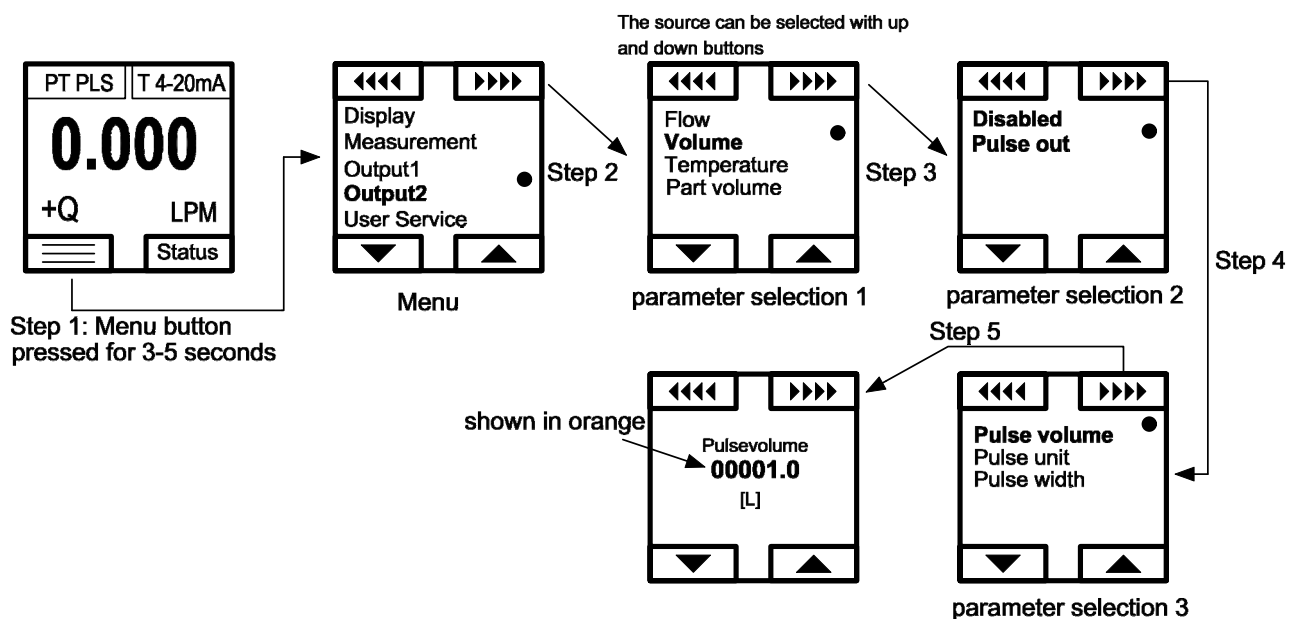 The source can be selected with up
and down buttons
PT PLS
T 4-20mA
0.000
+Q
LPM
Status
Step 1: Menu button
pressed for 3-5 seconds
Display
Measurement
Output1
Output2
User Service
Menu
Step 2
Flow
Volume
Temperature
Part volume
parameter selection 1
Step 3
Disabled
Pulse out
parameter selection 2
Step 4
Step 5
shown in orange
Pulsevolume
00001.0
[L]
Pulse volume
Pulse unit
Pulse width
parameter selection 3